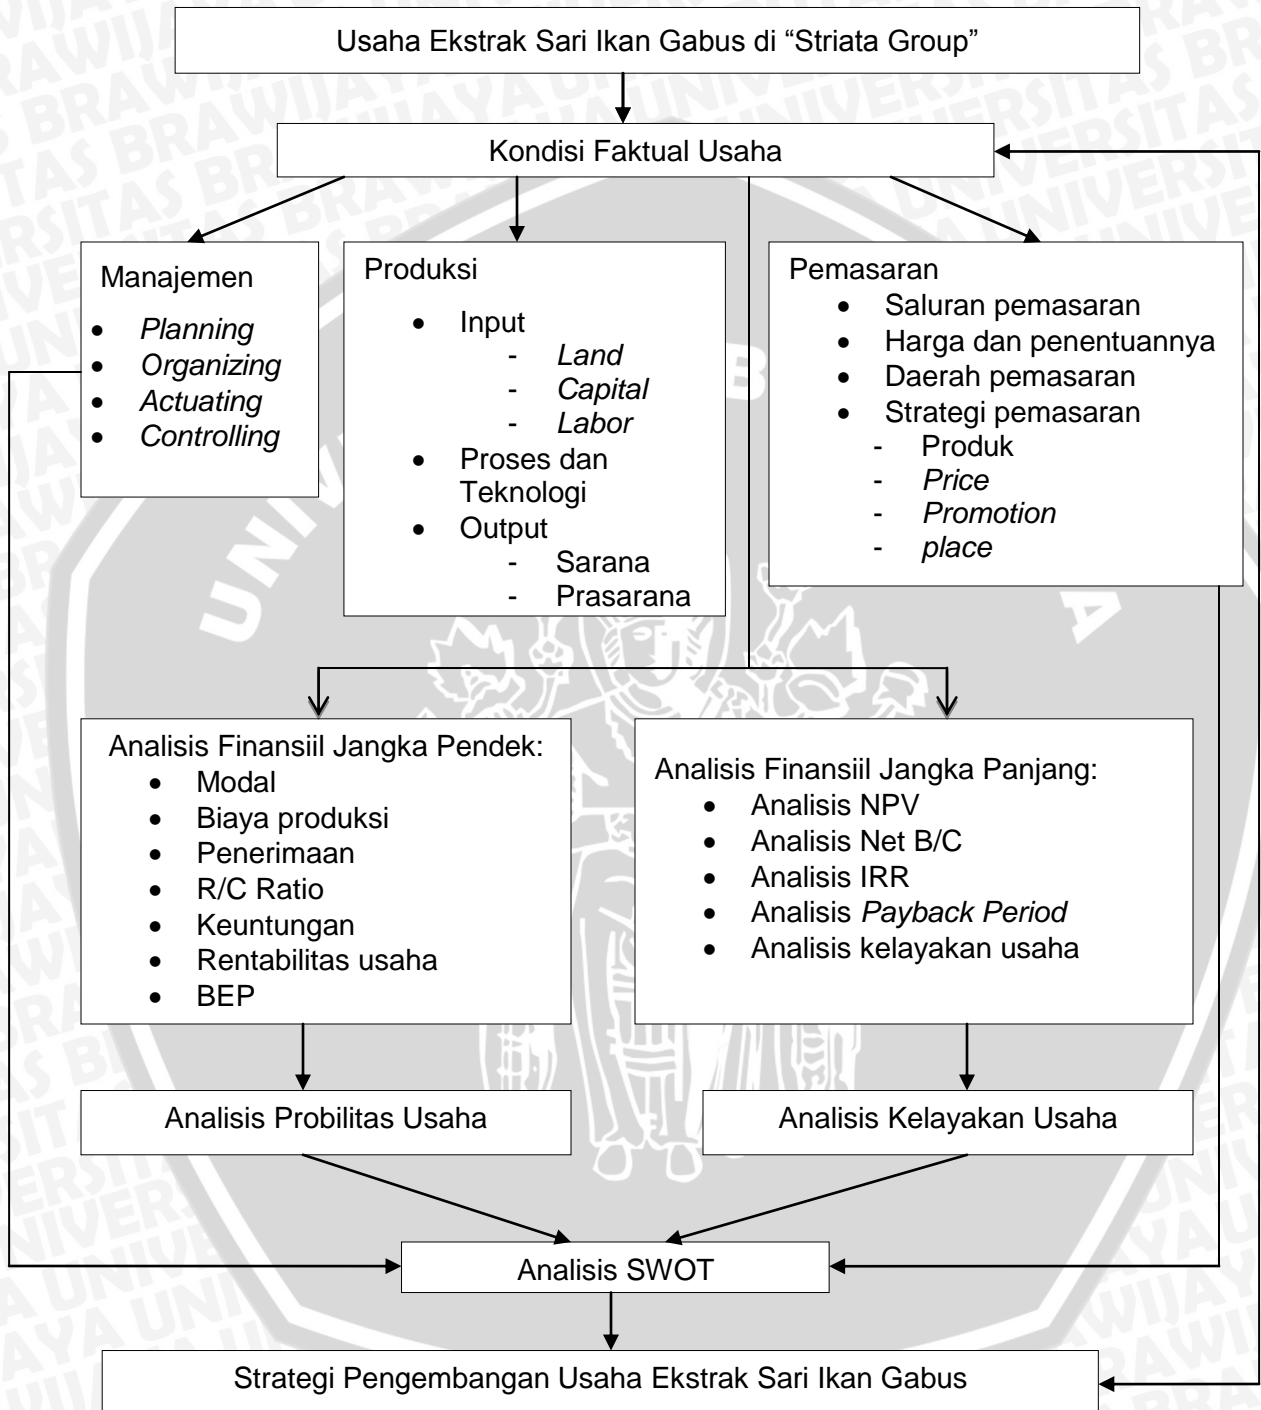 Usaha Ekstrak Sari Ikan Gabus di “Striata Group”
Kondisi Faktual Usaha
Manajemen
• Planning
• Organizing
• Actuating
• Controlling
Produksi
• Input
- Land
- Capital
- Labor
• Proses dan
Teknologi
• Output
- Sarana
- Prasarana
Pemasaran
• Saluran pemasaran
• Harga dan penentuannya
• Daerah pemasaran
• Strategi pemasaran
- Produk
- Price
- Promotion
- place
Analisis Finansiil Jangka Pendek:
• Modal
• Biaya produksi
• Penerimaan
• R/C Ratio
• Keuntungan
• Rentabilitas usaha
• BEP
Analisis Finansiil Jangka Panjang:
• Analisis NPV
• Analisis Net B/C
• Analisis IRR
• Analisis Payback Period
• Analisis kelayakan usaha
Analisis Probilitas Usaha
Analisis Kelayakan Usaha
Analisis SWOT
Strategi Pengembangan Usaha Ekstrak Sari Ikan Gabus